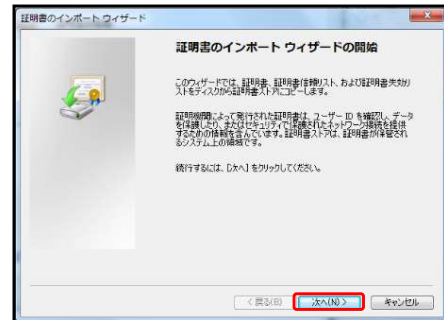 証明書のインポート ウィザード
証明書のインポート ウィザードの開始
このウィザードでは、証明書、証明書信頼リスト、および証明書失効リ
ストをディスクから証明書ストアにコピーします。
証明機関によって発行された証明書は、ユーザー ID を確認し、データ
を保護したり、またはセキュリティで保護されたネットワーク接続を提供
するための情報を含んでいます。証明書ストアは、証明書が保管され
るシステム上の領域です。
続行するには、[次へ] をクリックしてください。
< 戻る(B)
次へ(N) >
キャンセル